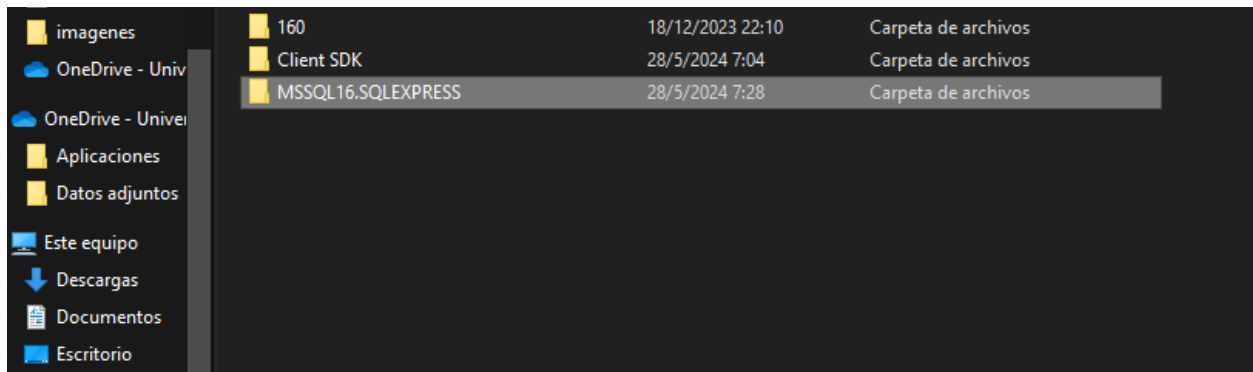 imagenes
OneDrive - Univ
OneDrive - Univer
Aplicaciones
Datos adjuntos
Este equipo
Descargas
Documentos
Escritorio
160 18/12/2023 22:10 Carpeta de archivos
Client SDK 28/5/2024 7:04 Carpeta de archivos
MSSQL16.SQLEXPRESS 28/5/2024 7:28 Carpeta de archivos